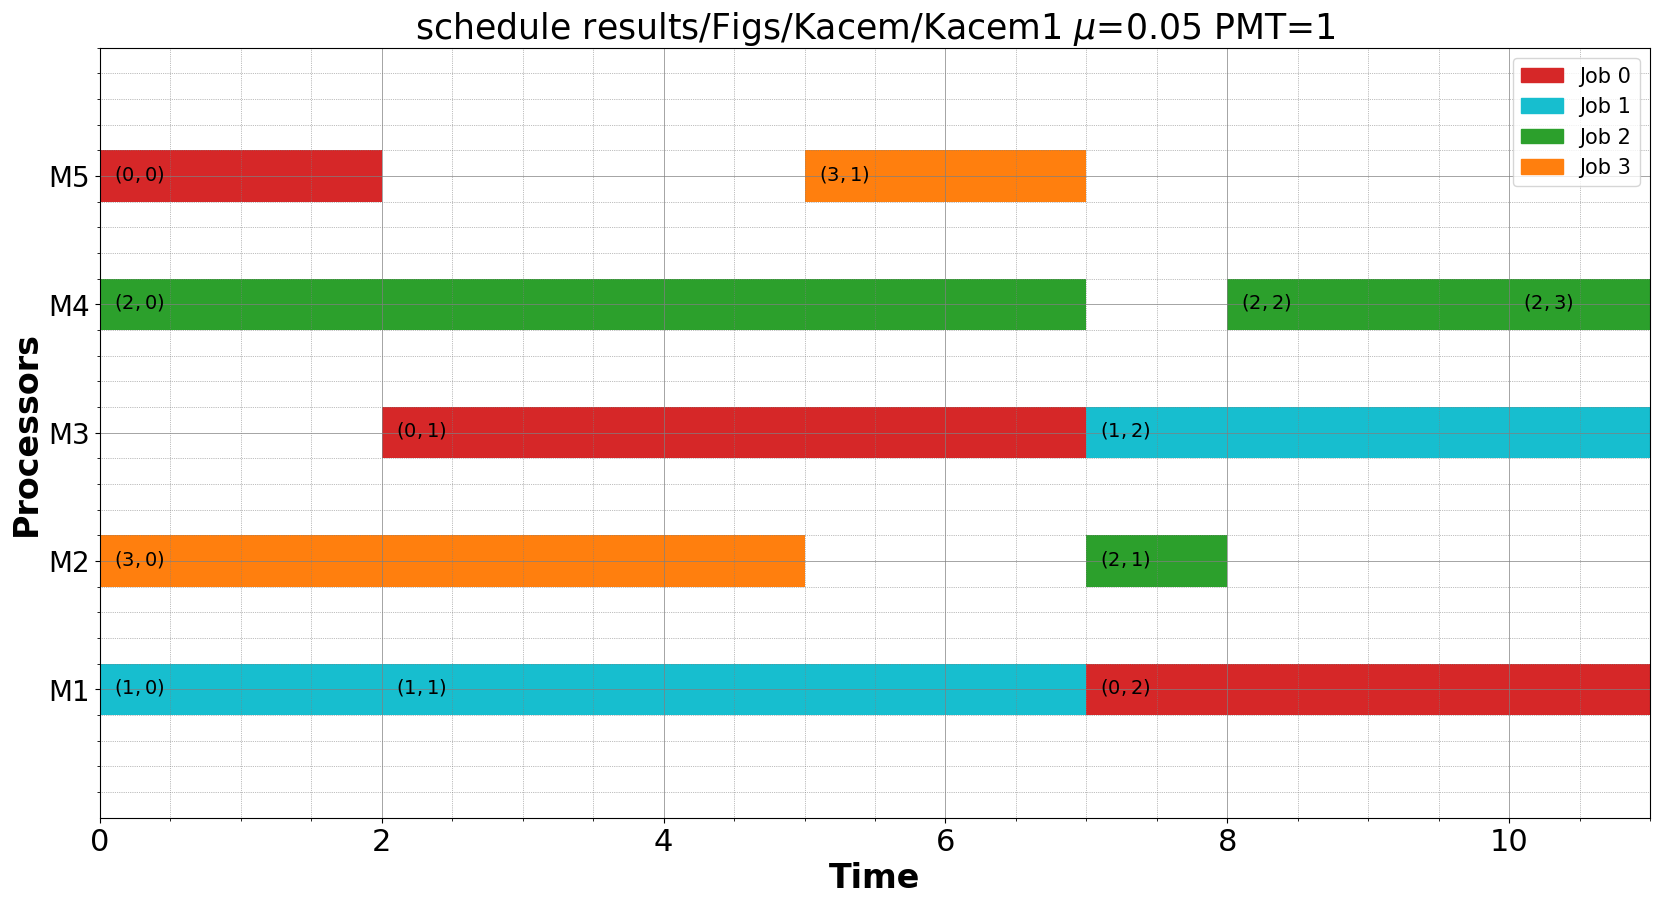 schedule results/Figs/Kacem/Kacem1 μ=0.05 PMT=1
Job 0
Job 1
Job 2
Job 3
M5
(0, 0)
(3, 1)
M4
(2, 0)
(2, 2)
(2, 3)
M3
(0, 1)
(1, 2)
M2
(3, 0)
(2, 1)
M1
(1, 0)
(1, 1)
(0, 2)
Processors
0 2 4 6 8 10
Time